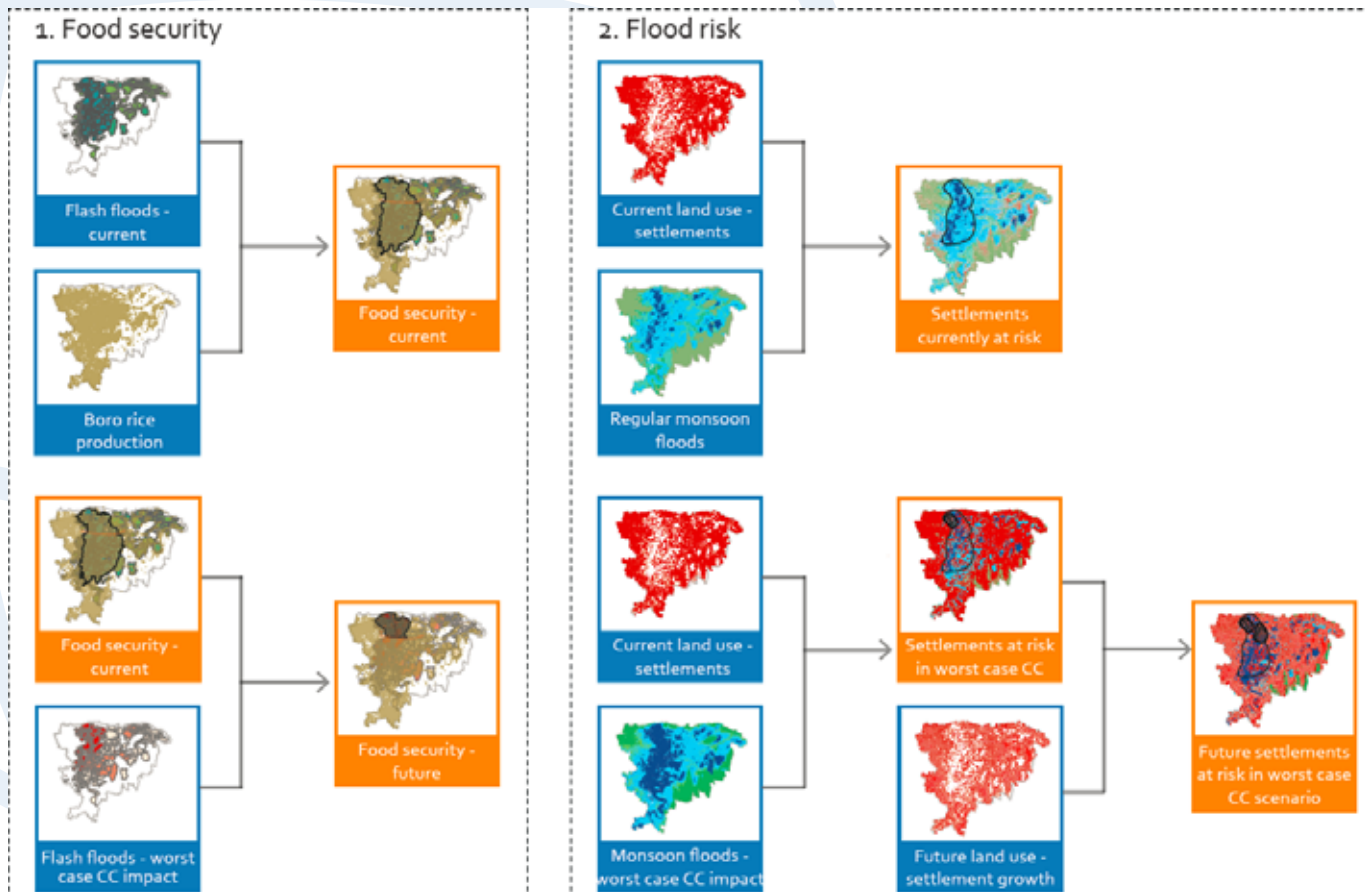 1. Food security
Flash floods -
current
Boro rice
production
Food security -
current
Food security -
current
Flash floods - worst
case CC impact
Food security -
future
2. Flood risk
Current land use -
settlements
Regular monsoon
floods
Settlements
currently at risk
Current land use -
settlements
Monsoon floods -
worst case CC impact
Settlements at risk
in worst case CC
Future land use -
settlement growth
Future settlements
at risk in worst case
CC scenario